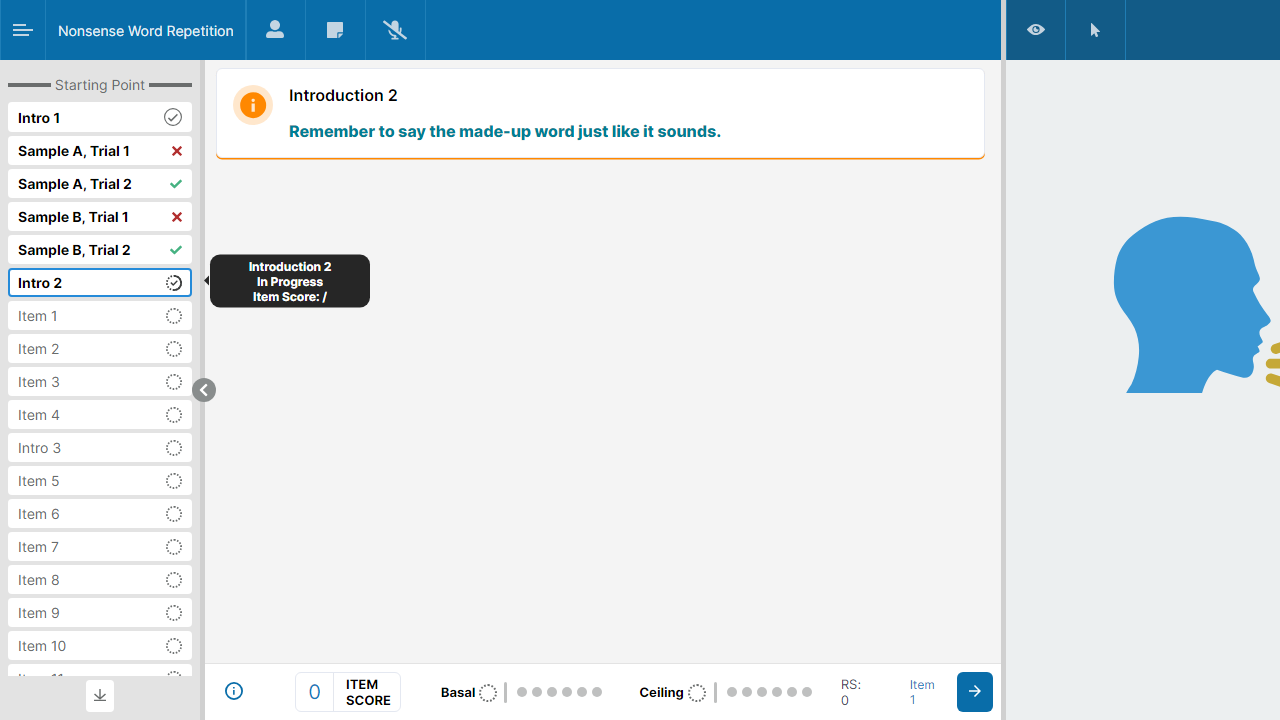 Nonsense Word Repetition
Starting Point
Intro 1
Sample A, Trial 1
Sample A, Trial 2
Sample B, Trial 1
Sample B, Trial 2
Intro 2
Item 1
Item 2
Item 3
Item 4
Intro 3
Item 5
Item 6
Item 7
Item 8
Item 9
Item 10
Introduction 2
Remember to say the made-up word just like it sounds.
Introduction 2
In Progress
Item Score: /
0
ITEM
SCORE
Basal
Ceiling
RS:
0
Item
1